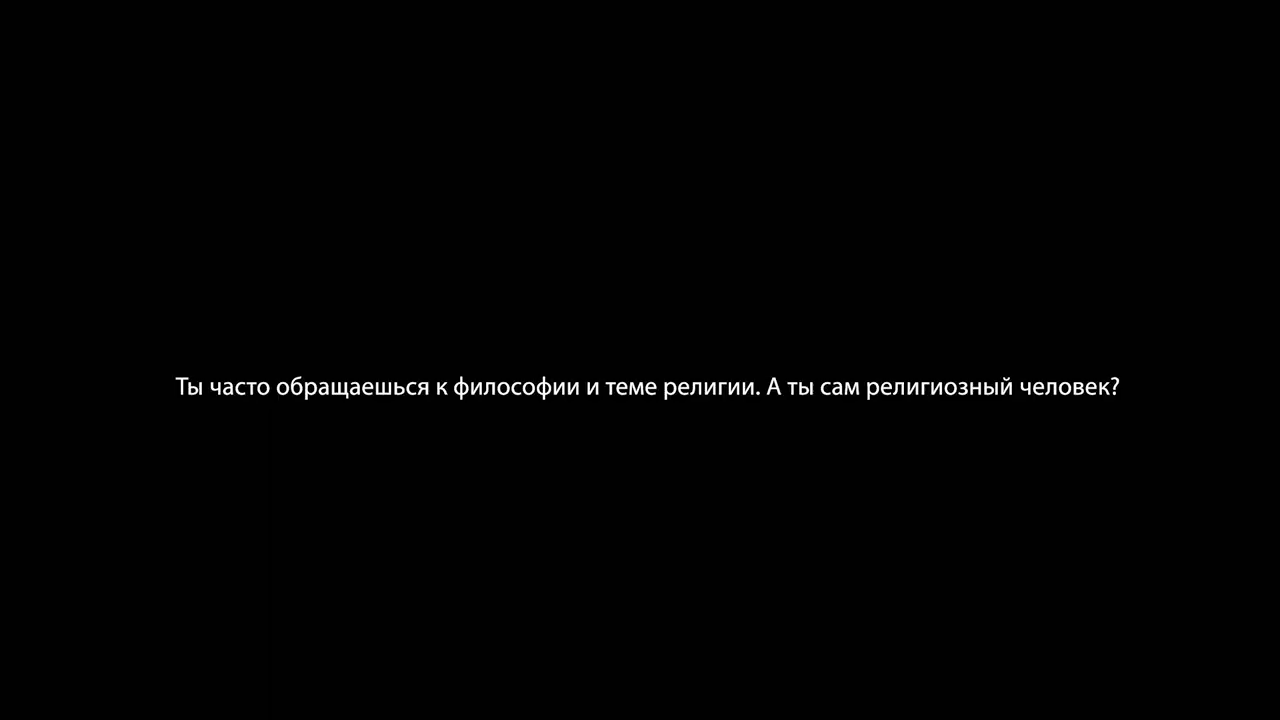 Ты часто обращаешься к философии и теме религии. А ты сам религиозный человек?